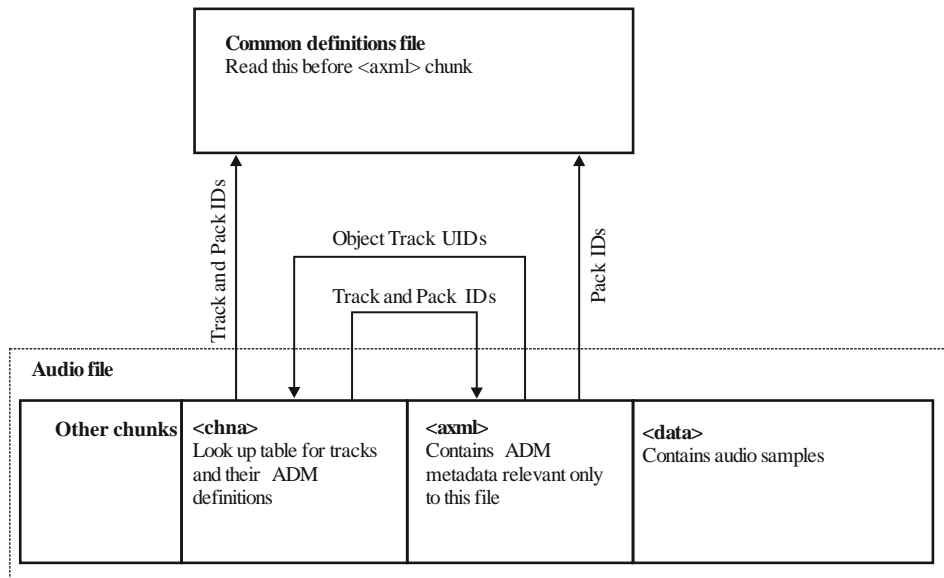 Common definitions file
Read this before <axml> chunk
Track and Pack IDs
Object Track UIDs
Pack IDs
Track and Pack IDs
Audio file
Other chunks
<chna>
Look up table for tracks
and their ADM
definitions
<axml>
Contains ADM
metadata relevant only
to this file
<data>
Contains audio samples